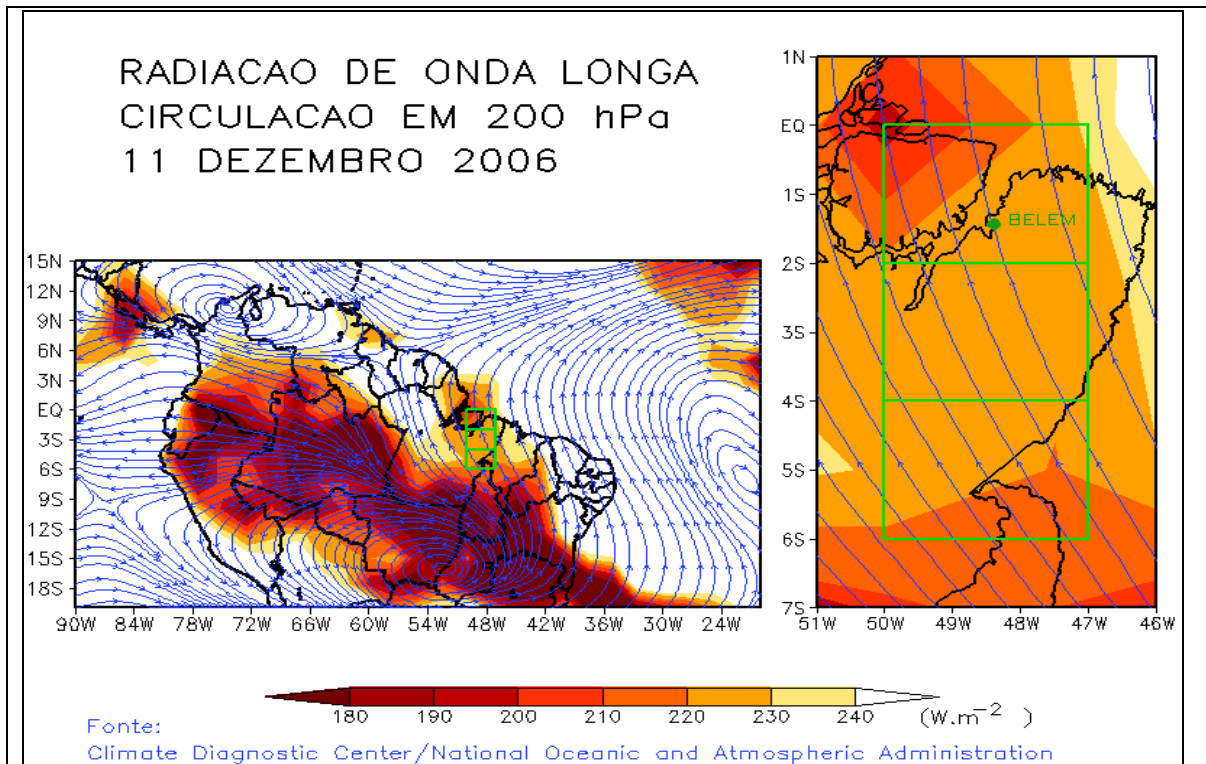 RADIACAO DE ONDA LONGA
CIRCULACAO EM 200 hPa
11 DEZEMBRO 2006
15N
12N
9N
6N
3N
EQ
3S
6S
9S
12S
15S
18S
90W 84W 78W 72W 66W 60W 54W 48W 42W 36W 30W 24W
1N
EQ
1S
BELEM
2S
3S
4S
5S
6S
7S
51W 50W 49W 48W 47W 46W
180 190 200 210 220 230 240 (W.m⁻² )
Fonte:
Climate Diagnostic Center/National Oceanic and Atmospheric Administration